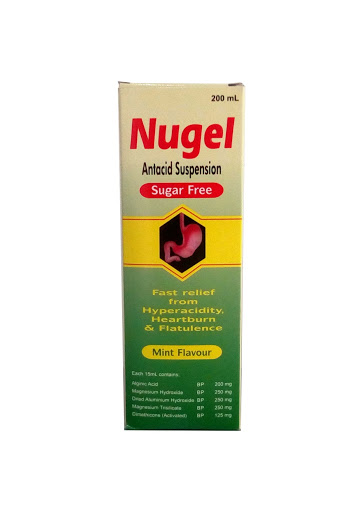 200 mL
Nugel
Antacid Suspension
Sugar Free
Fast relief
from
Hyperacidity,
Heartburn
& Flatulence
Mint Flavour
Each 15mL contains:
Alginic Acid BP 200 mg
Magnesium Hydroxide BP 250 mg
Dried Aluminium Hydroxide BP 250 mg
Magnesium Trisilicate BP 250 mg
Dimethicone (Activated) BP 125 mg